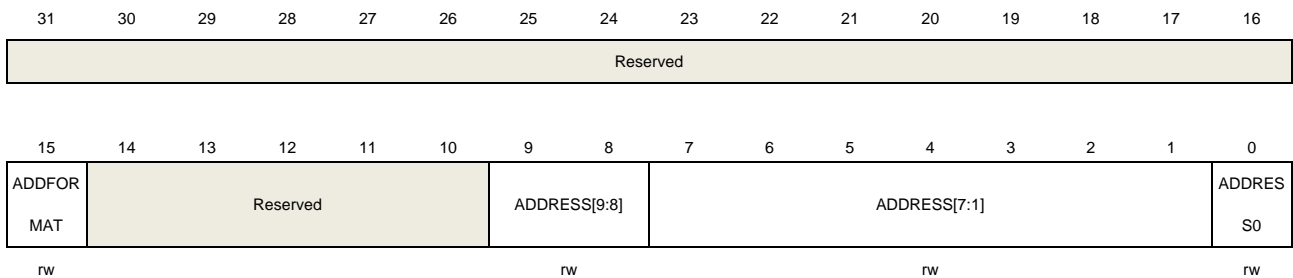 31 30 29 28 27 26 25 24 23 22 21 20 19 18 17 16
Reserved
15 14 13 12 11 10 9 8 7 6 5 4 3 2 1 0
ADDFOR
MAT
Reserved
ADDRESS[9:8]
ADDRESS[7:1]
ADDRES
S0
rw rw rw rw